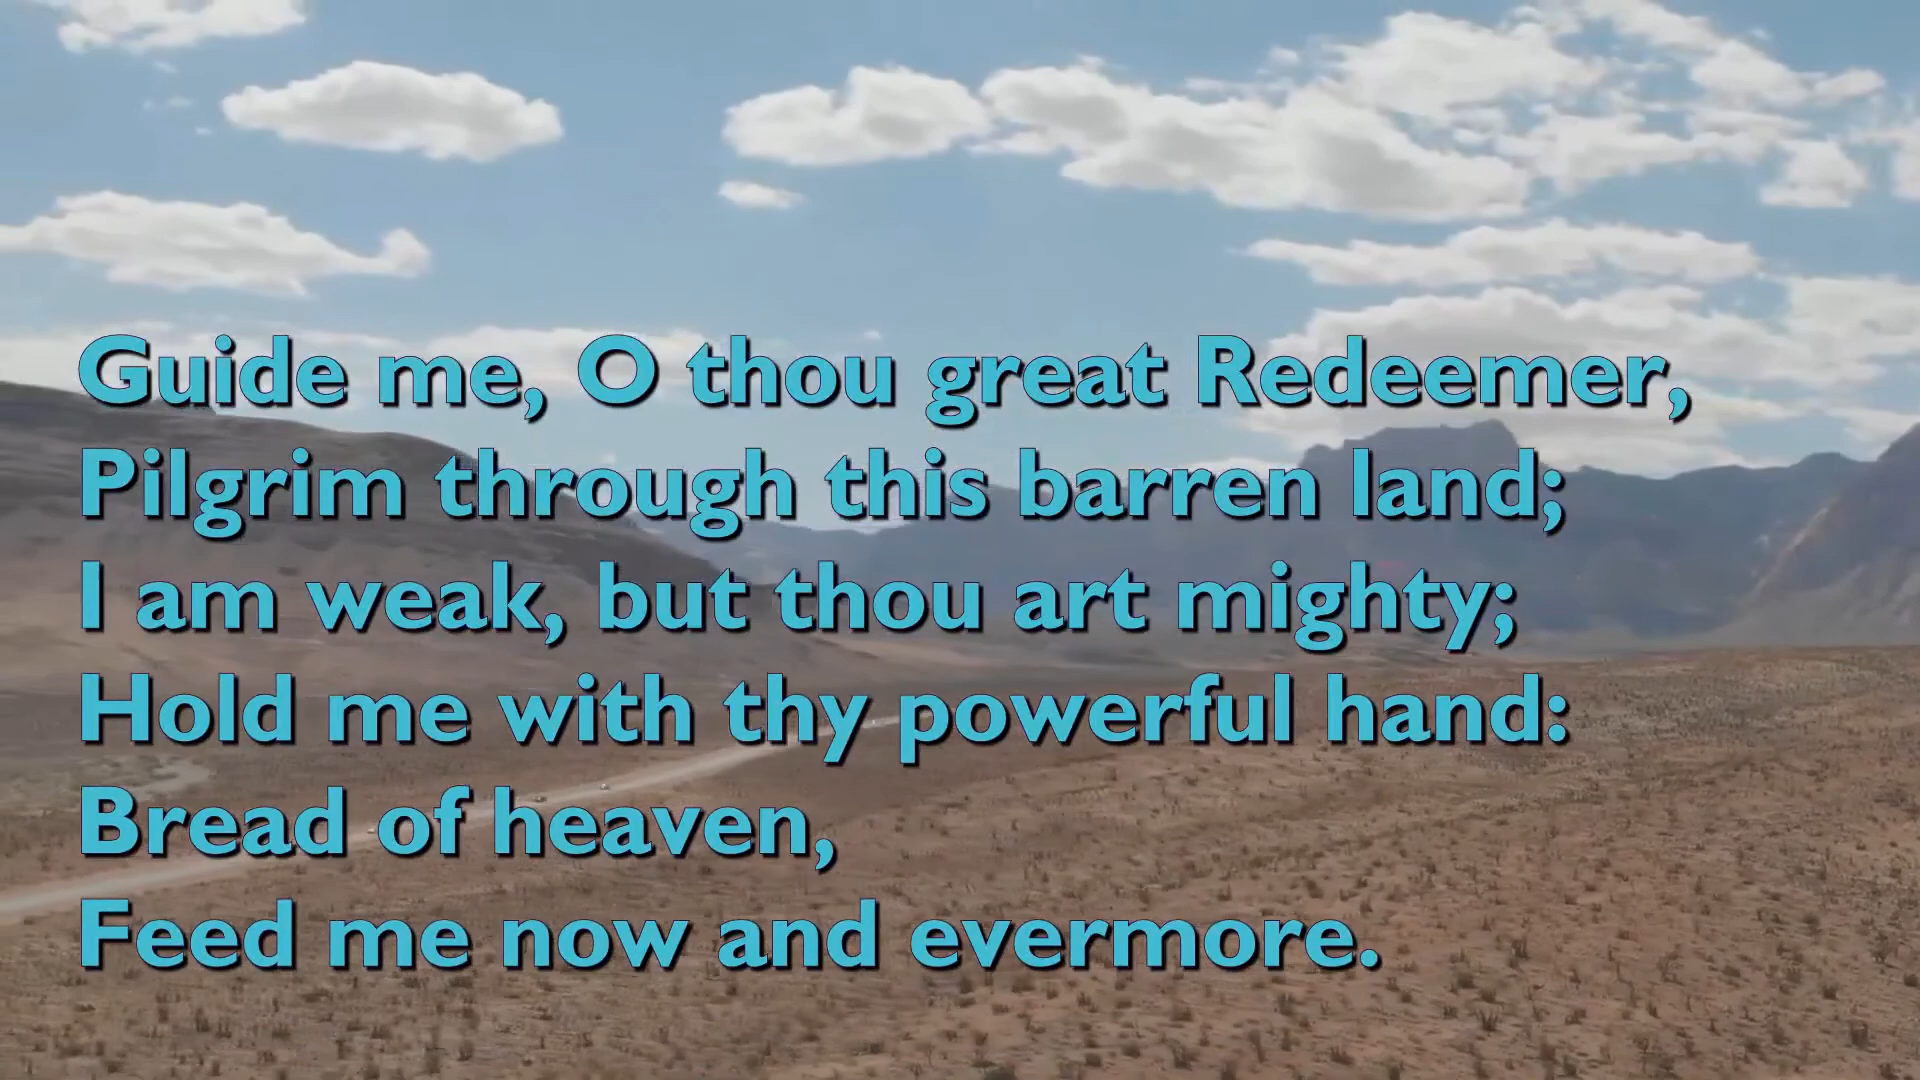 Guide me, O thou great Redeemer,
Pilgrim through this barren land;
I am weak, but thou art mighty;
Hold me with thy powerful hand:
Bread of heaven,
Feed me now and evermore.